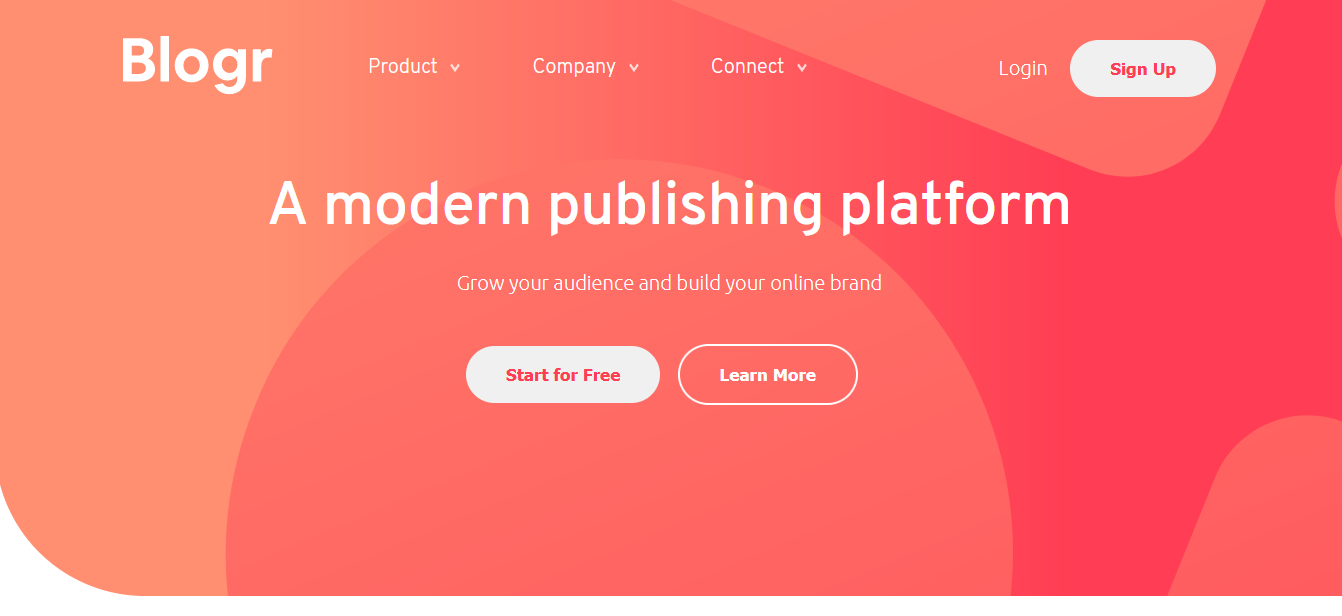 Blogr
Product
Company
Connect
Login
Sign Up
A modern publishing platform
Grow your audience and build your online brand
Start for Free
Learn More